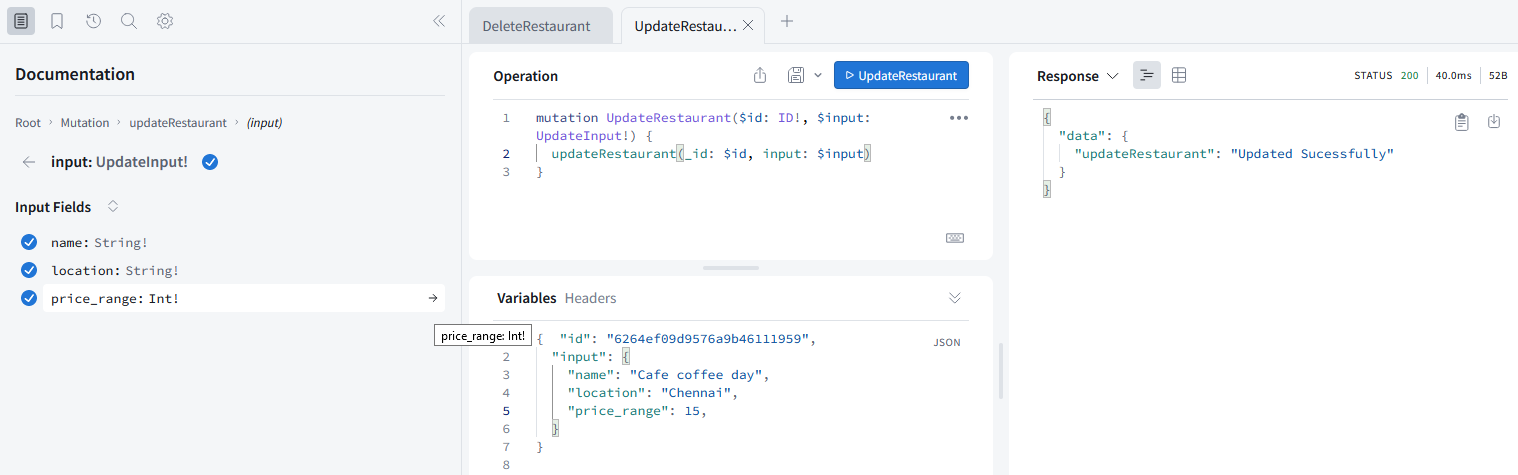 Documentation
Root › Mutation › updateRestaurant › (input)
input: UpdateInput!
Input Fields
name: String!
location: String!
price_range: Int!
price_range: Int!
DeleteRestaurant
UpdateRestau...
Operation
UpdateRestaurant
1 mutation UpdateRestaurant($id: ID!, $input:
UpdateInput!) {
2 updateRestaurant(_id: $id, input: $input)
3 }
Variables Headers
JSON
{ "id": "6264ef09d9576a9b46111959",
2 "input": {
3 "name": "Cafe coffee day",
4 "location": "Chennai",
5 "price_range": 15,
6 }
7 }
8
Response
STATUS 200 40.0ms 52B
{
"data": {
"updateRestaurant": "Updated Sucessfully"
}
}